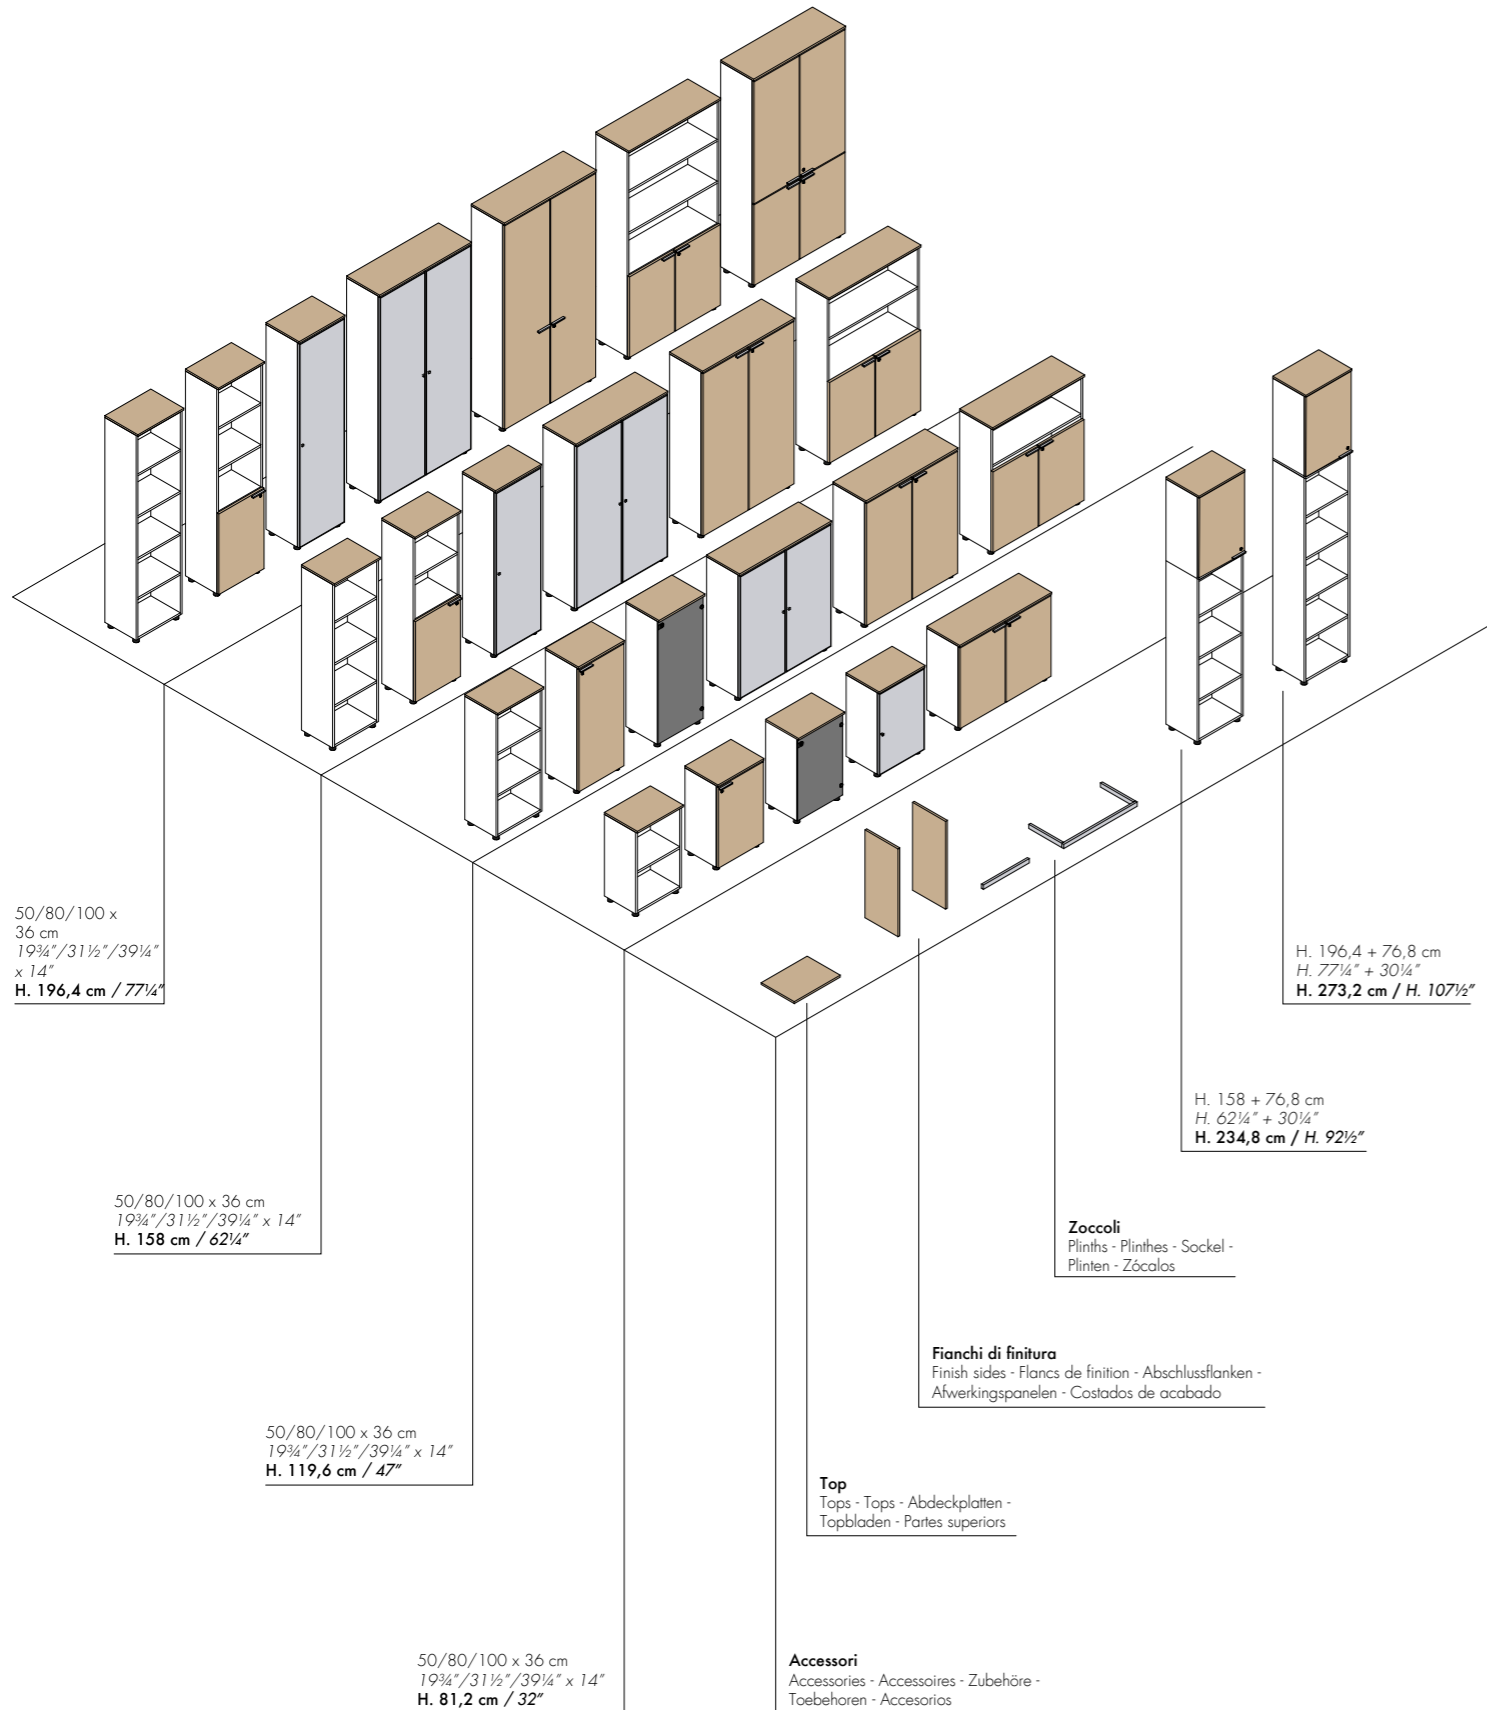 50/80/100 x
36 cm
19¾”/31½”/39¼”
x 14”
H. 196,4 cm / 77¼”
H. 196,4 + 76,8 cm
H. 77¼” + 30¼”
H. 273,2 cm / H. 107½”
H. 158 + 76,8 cm
H. 62¼” + 30¼”
H. 234,8 cm / H. 92½”
50/80/100 x 36 cm
19¾”/31½”/39¼” x 14”
H. 158 cm / 62¼”
Zoccoli
Plinths - Plinthes - Sockel -
Plinten - Zócalos
Fianchi di finitura
Finish sides - Flancs de finition - Abschlussflanken -
Afwerkingspanelen - Costados de acabado
50/80/100 x 36 cm
19¾”/31½”/39¼” x 14”
H. 119,6 cm / 47”
Top
Tops - Tops - Abdeckplatten -
Topbladen - Partes superiors
50/80/100 x 36 cm
19¾”/31½”/39¼” x 14”
H. 81,2 cm / 32”
Accessori
Accessories - Accessoires - Zubehöre -
Toebehoren - Accesorios